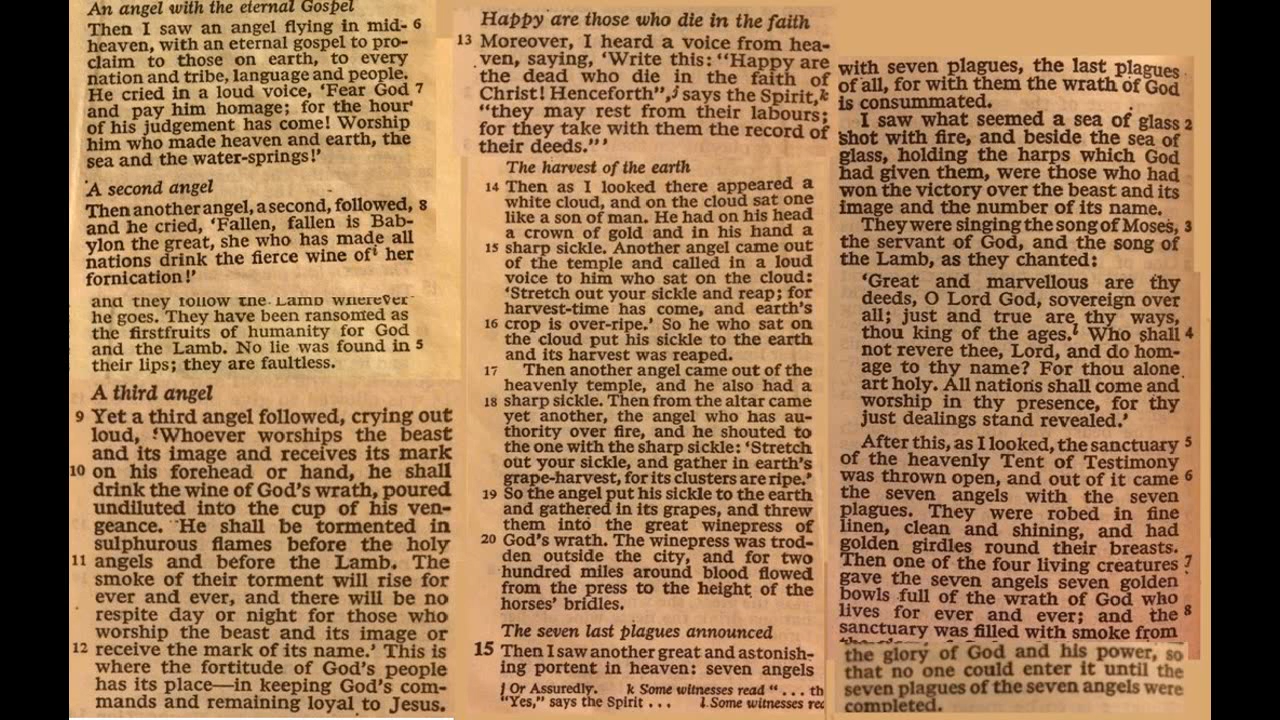 An angel with the eternal Gospel
Then I saw an angel flying in mid- 6
heaven, with an eternal gospel to pro-
claim to those on earth, to every
nation and tribe, language and people.
He cried in a loud voice, ‘Fear God 7
and pay him homage; for the hour
of his judgement has come! Worship
him who made heaven and earth, the
sea and the water-springs!’
A second angel
Then another angel, a second, followed, 8
and he cried, ‘Fallen, fallen is Bab-
ylon the great, she who has made all
nations drink the fierce wine of her
fornication!’
and they follow the Lamb wherever
he goes. They have been ransomed as
the firstfruits of humanity for God
and the Lamb. No lie was found in 5
their lips; they are faultless.
A third angel
9 Yet a third angel followed, crying out
loud, ‘Whoever worships the beast
and its image and receives its mark
10 on his forehead or hand, he shall
drink the wine of God’s wrath, poured
undiluted into the cup of his ven-
geance. He shall be tormented in
sulphurous flames before the holy
11 angels and before the Lamb. The
smoke of their torment will rise for
ever and ever, and there will be no
respite day or night for those who
worship the beast and its image or
12 receive the mark of its name.’ This is
where the fortitude of God’s people
has its place—in keeping God’s com-
mands and remaining loyal to Jesus.
Happy are those who die in the faith
13 Moreover, I heard a voice from hea-
ven, saying, ‘Write this: “Happy are
the dead who die in the faith of
Christ! Henceforth”,j says the Spirit,k
“they may rest from their labours;
for they take with them the record of
their deeds.”’
The harvest of the earth
14 Then as I looked there appeared a
white cloud, and on the cloud sat one
like a son of man. He had on his head
a crown of gold and in his hand a
15 sharp sickle. Another angel came out
of the temple and called in a loud
voice to him who sat on the cloud:
‘Stretch out your sickle and reap; for
harvest-time has come, and earth’s
16 crop is over-ripe.’ So he who sat on
the cloud put his sickle to the earth
and its harvest was reaped.
17 Then another angel came out of the
heavenly temple, and he also had a
18 sharp sickle. Then from the altar came
yet another, the angel who has au-
thority over fire, and he shouted to
the one with the sharp sickle: ‘Stretch
out your sickle, and gather in earth’s
grape-harvest, for its clusters are ripe.’
19 So the angel put his sickle to the earth
and gathered in its grapes, and threw
them into the great winepress of
20 God’s wrath. The winepress was trod-
den outside the city, and for two
hundred miles around blood flowed
from the press to the height of the
horses’ bridles.
The seven last plagues announced
15 Then I saw another great and astonish-
ing portent in heaven: seven angels
j Or Assuredly. k Some witnesses read “ . . . th
“Yes,” says the Spirit . . . l Some witnesses rea
with seven plagues, the last plagues
of all, for with them the wrath of God
is consummated.
I saw what seemed a sea of glass 2
shot with fire, and beside the sea of
glass, holding the harps which God
had given them, were those who had
won the victory over the beast and its
image and the number of its name.
They were singing the song of Moses, 3
the servant of God, and the song of
the Lamb, as they chanted:
‘Great and marvellous are thy
deeds, O Lord God, sovereign over
all; just and true are thy ways,
thou king of the ages.l Who shall 4
not revere thee, Lord, and do hom-
age to thy name? For thou alone
art holy. All nations shall come and
worship in thy presence, for thy
just dealings stand revealed.’
After this, as I looked, the sanctuary 5
of the heavenly Tent of Testimony
was thrown open, and out of it came 6
the seven angels with the seven
plagues. They were robed in fine
linen, clean and shining, and had
golden girdles round their breasts.
Then one of the four living creatures 7
gave the seven angels seven golden
bowls full of the wrath of God who
lives for ever and ever; and the 8
sanctuary was filled with smoke from
the glory of God and his power, so
that no one could enter it until the
seven plagues of the seven angels were
completed.